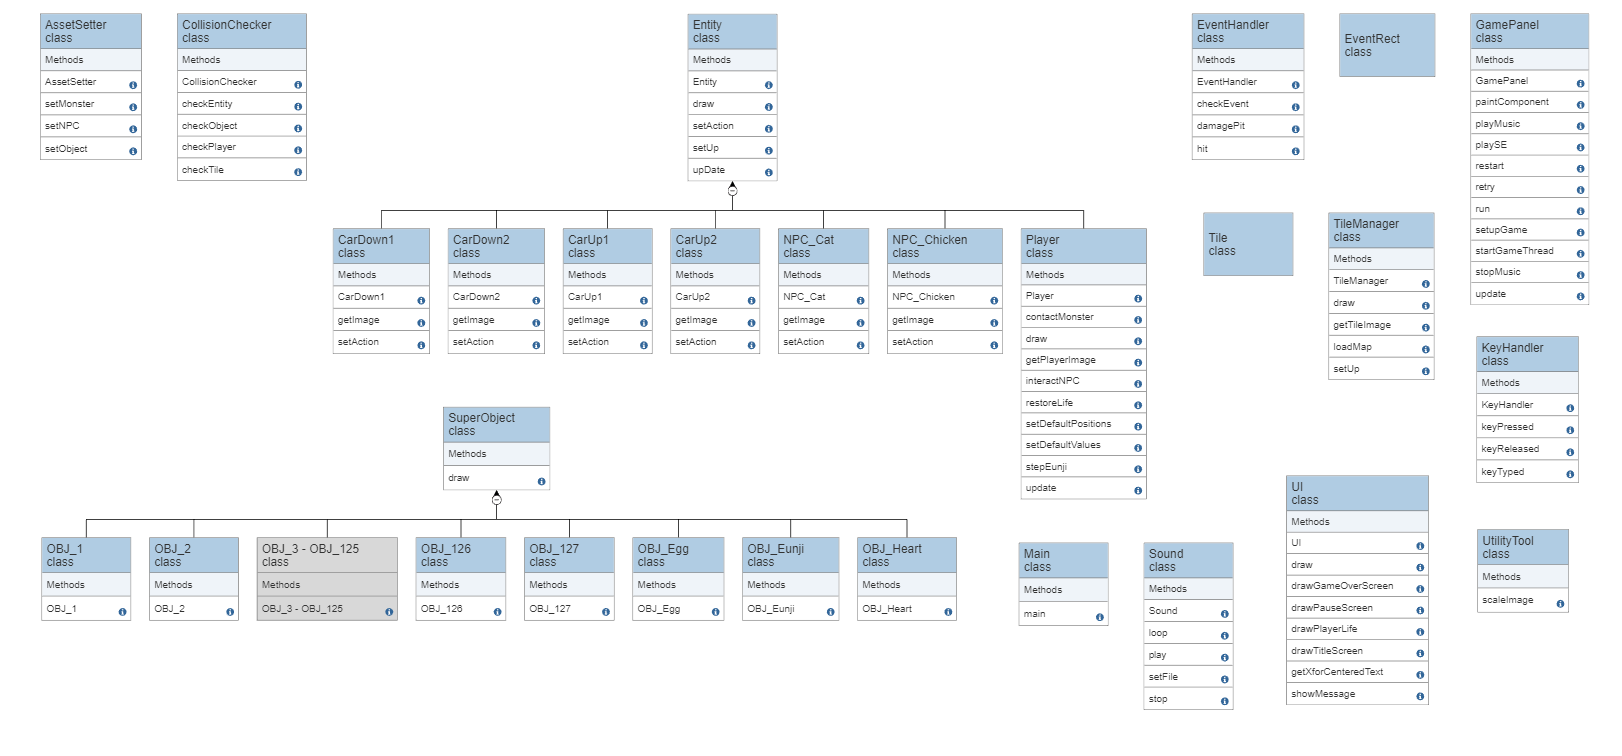 AssetSetter
class
Methods
AssetSetter
setMonster
setNPC
setObject
CollisionChecker
class
Methods
CollisionChecker
checkEntity
checkObject
checkPlayer
checkTile
Entity
class
Methods
Entity
draw
setAction
setUp
upDate
EventHandler
class
Methods
EventHandler
checkEvent
damagePit
hit
EventRect
class
GamePanel
class
Methods
GamePanel
paintComponent
playMusic
playSE
restart
retry
run
setupGame
startGameThread
stopMusic
update
CarDown1
class
Methods
CarDown1
getImage
setAction
CarDown2
class
Methods
CarDown2
getImage
setAction
CarUp1
class
Methods
CarUp1
getImage
setAction
CarUp2
class
Methods
CarUp2
getImage
setAction
NPC_Cat
class
Methods
NPC_Cat
getImage
setAction
NPC_Chicken
class
Methods
NPC_Chicken
getImage
setAction
Player
class
Methods
Player
contactMonster
draw
getPlayerImage
interactNPC
restoreLife
setDefaultPositions
setDefaultValues
stepEunji
update
Tile
class
TileManager
class
Methods
TileManager
draw
getTileImage
loadMap
setUp
KeyHandler
class
Methods
KeyHandler
keyPressed
keyReleased
keyTyped
SuperObject
class
Methods
draw
OBJ_1
class
Methods
OBJ_1
OBJ_2
class
Methods
OBJ_2
OBJ_3 - OBJ_125
class
Methods
OBJ_3 - OBJ_125
OBJ_126
class
Methods
OBJ_126
OBJ_127
class
Methods
OBJ_127
OBJ_Egg
class
Methods
OBJ_Egg
OBJ_Eunji
class
Methods
OBJ_Eunji
OBJ_Heart
class
Methods
OBJ_Heart
Main
class
Methods
main
Sound
class
Methods
Sound
loop
play
setFile
stop
UI
class
Methods
UI
draw
drawGameOverScreen
drawPauseScreen
drawPlayerLife
drawTitleScreen
getXforCenteredText
showMessage
UtilityTool
class
Methods
scaleImage